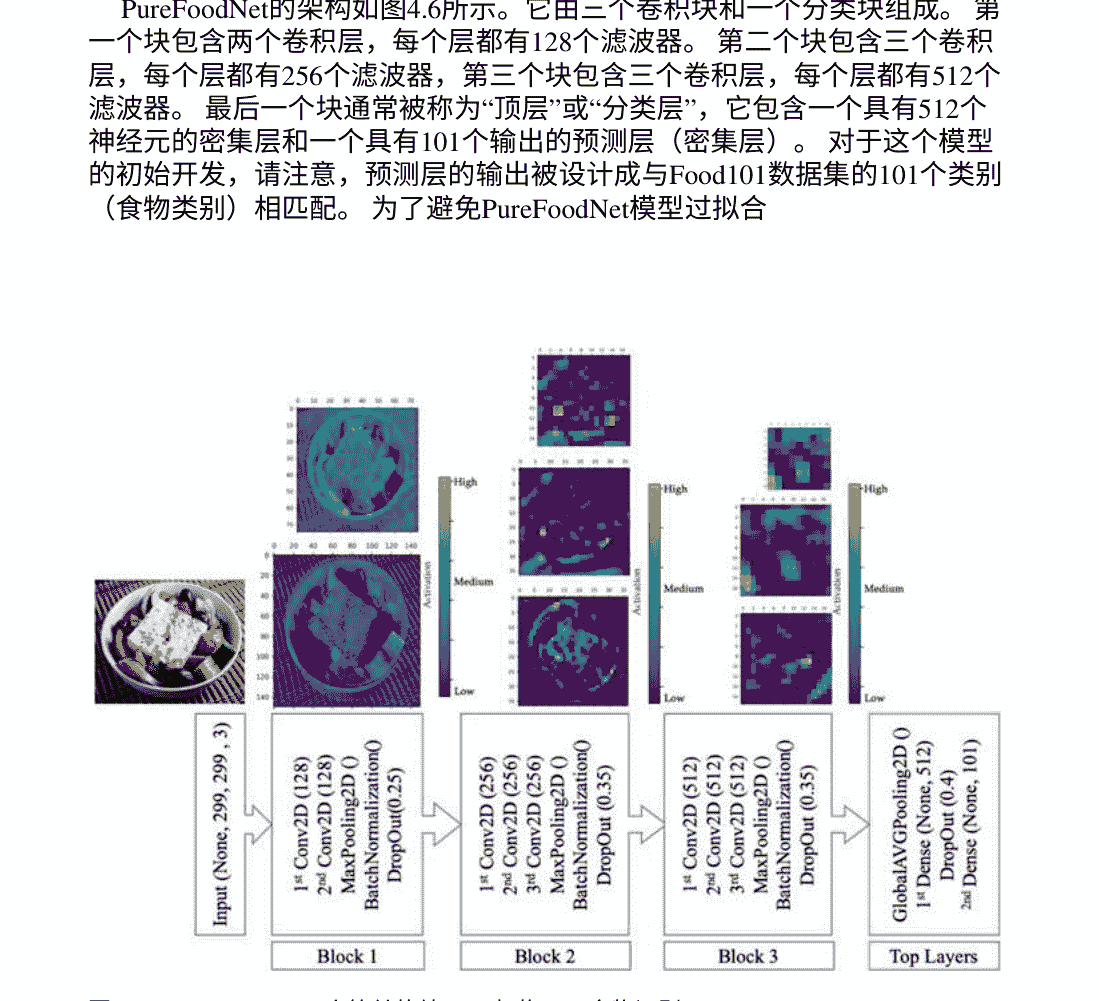 PureFoodNet的架构如图4.6所示。它由三个卷积块和一个分类块组成。 第
一个块包含两个卷积层，每个层都有128个滤波器。 第二个块包含三个卷积
层，每个层都有256个滤波器，第三个块包含三个卷积层，每个层都有512个
滤波器。 最后一个块通常被称为“顶层”或“分类层”，它包含一个具有512个
神经元的密集层和一个具有101个输出的预测层（密集层）。 对于这个模型
的初始开发，请注意，预测层的输出被设计成与Food101数据集的101个类别
（食物类别）相匹配。 为了避免PureFoodNet模型过拟合
High
Medium
Low
Activation
High
Medium
Low
Activation
High
Medium
Low
Activation
Input (None, 299, 299 , 3)
1st Conv2D (128)
2nd Conv2D (128)
MaxPooling2D ()
BatchNormalization()
DropOut(0.25)
Block 1
1st Conv2D (256)
2nd Conv2D (256)
3rd Conv2D (256)
MaxPooling2D ()
BatchNormalization()
DropOut (0.35)
Block 2
1st Conv2D (512)
2nd Conv2D (512)
3rd Conv2D (512)
MaxPooling2D ()
BatchNormalization()
DropOut (0.35)
Block 3
GlobalAVGPooling2D ()
1st Dense (None, 512)
DropOut (0.4)
2nd Dense (None, 101)
Top Layers